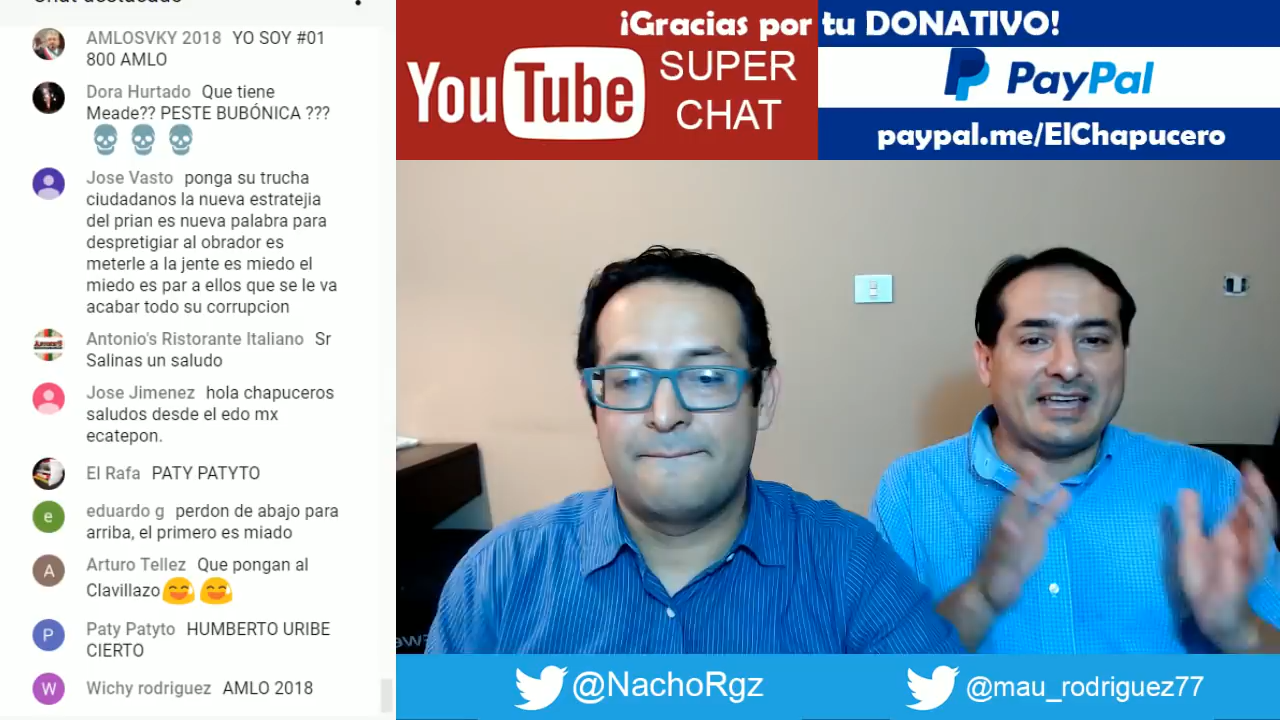 Chat destacado
AMLOSVKY 2018 YO SOY #01
800 AMLO
Dora Hurtado Que tiene
Meade?? PESTE BUBÓNICA ???
Jose Vasto ponga su trucha
ciudadanos la nueva estratejia
del prian es nueva palabra para
despretigiar al obrador es
meterle a la jente es miedo el
miedo es par a ellos que se le va
acabar todo su corrupcion
Antonio's Ristorante Italiano Sr
Salinas un saludo
Jose Jimenez hola chapuceros
saludos desde el edo mx
ecatepon.
El Rafa PATY PATYTO
e
eduardo g perdon de abajo para
arriba, el primero es miado
A
Arturo Tellez Que pongan al
Clavillazo
P
Paty Patyto HUMBERTO URIBE
CIERTO
W
Wichy rodriguez AMLO 2018
¡Gracias por tu DONATIVO!
YouTube
SUPER
CHAT
PayPal
paypal.me/ElChapucero
@NachoRgz
@mau_rodriguez77